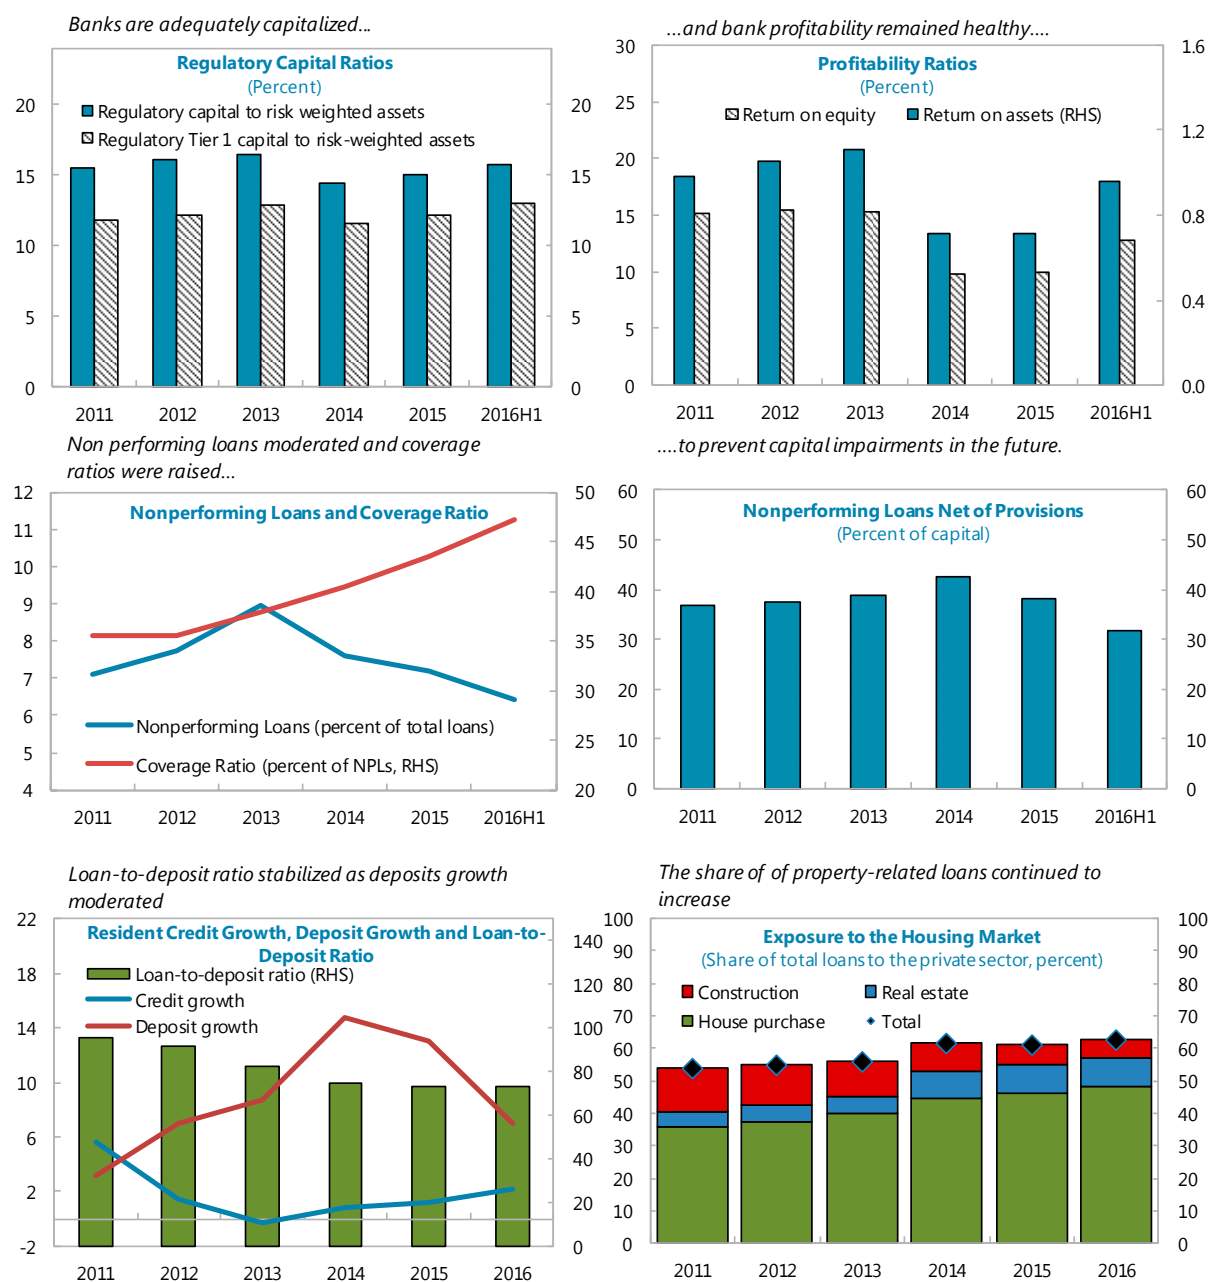 Banks are adequately capitalized...
Regulatory Capital Ratios
(Percent)
Regulatory capital to risk weighted assets
Regulatory Tier 1 capital to risk-weighted assets
20 20
15 15
10 10
5 5
0 0
2011 2012 2013 2014 2015 2016H1
...and bank profitability remained healthy....
Profitability Ratios
(Percent)
Return on equity Return on assets (RHS)
30 1.6
25
1.2
20
15 0.8
10
0.4
5
0 0.0
2011 2012 2013 2014 2015 2016H1
Non performing loans moderated and coverage
ratios were raised...
Nonperforming Loans and Coverage Ratio
12 50
11
45
10
40
9
8 35
7
30
6
25
5
4 20
Nonperforming Loans (percent of total loans)
Coverage Ratio (percent of NPLs, RHS)
2011 2012 2013 2014 2015 2016H1
....to prevent capital impairments in the future.
Nonperforming Loans Net of Provisions
(Percent of capital)
60 60
50 50
40 40
30 30
20 20
10 10
0 0
2011 2012 2013 2014 2015 2016H1
Loan-to-deposit ratio stabilized as deposits growth
moderated
Resident Credit Growth, Deposit Growth and Loan-to-
Deposit Ratio
Loan-to-deposit ratio (RHS)
Credit growth
Deposit growth
22
140
18
120
14 100
10 80
60
6
40
2
20
-2 0
2011 2012 2013 2014 2015 2016
The share of of property-related loans continued to
increase
Exposure to the Housing Market
(Share of total loans to the private sector, percent)
Construction Real estate
House purchase Total
100 100
90 90
80 80
70 70
60 60
50 50
40 40
30 30
20 20
10 10
0 0
2011 2012 2013 2014 2015 2016